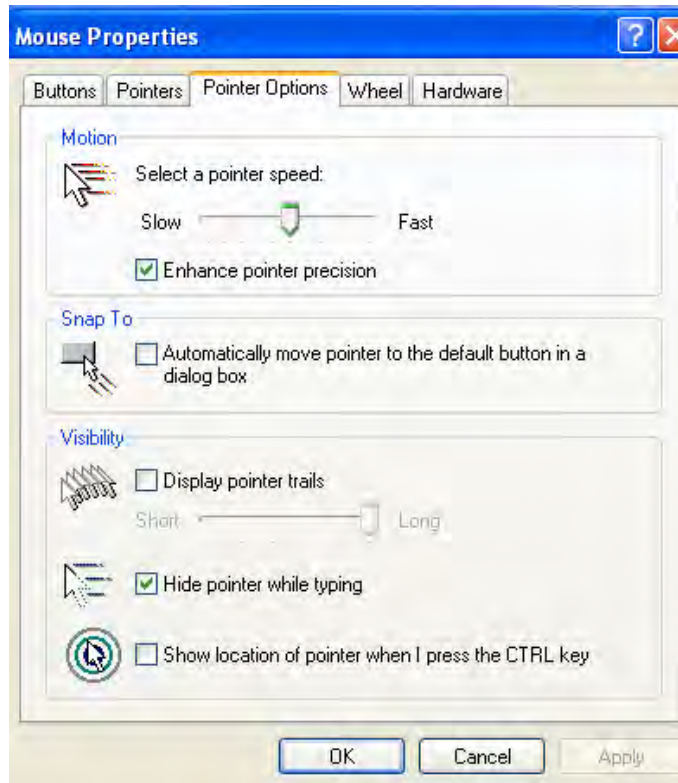 Mouse Properties
Buttons Pointers Pointer Options Wheel Hardware
Motion
Select a pointer speed:
Slow Fast
Enhance pointer precision
Snap To
Automatically move pointer to the default button in a
dialog box
Visibility
Display pointer trails
Short Long
Hide pointer while typing
Show location of pointer when I press the CTRL key
OK Cancel Apply